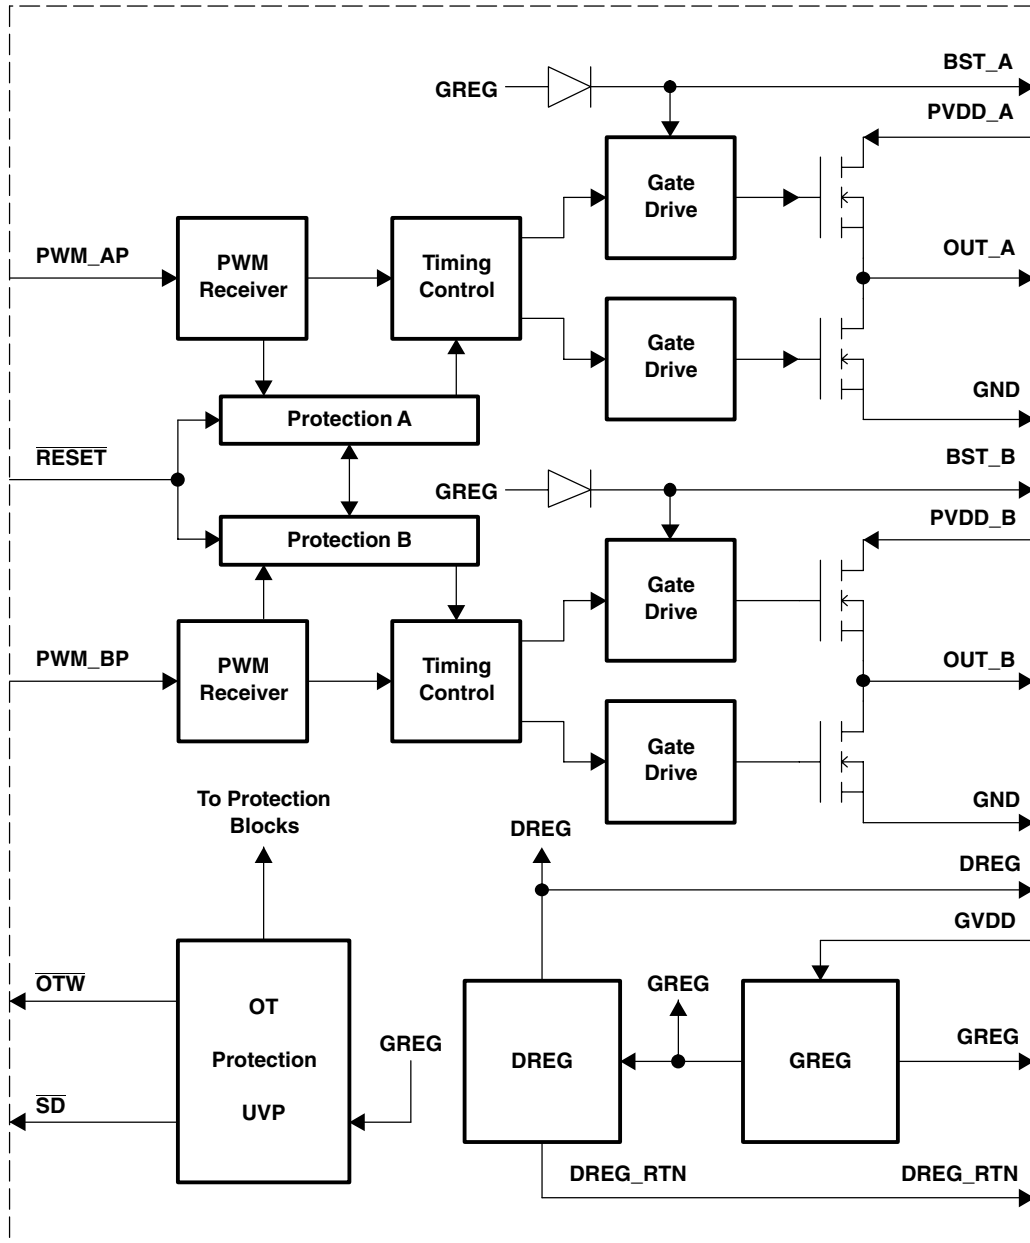 BST_A
GREG
PVDD_A
Gate
Drive
PWM_AP
PWM
Receiver
Timing
Control
OUT_A
Gate
Drive
GND
Protection A
RESET
BST_B
GREG
PVDD_B
Protection B
Gate
Drive
PWM_BP
PWM
Receiver
Timing
Control
OUT_B
Gate
Drive
GND
To Protection
Blocks
DREG
DREG
GVDD
OTW
OT
Protection
UVP
GREG
GREG
DREG
GREG
GREG
SD
DREG_RTN
DREG_RTN